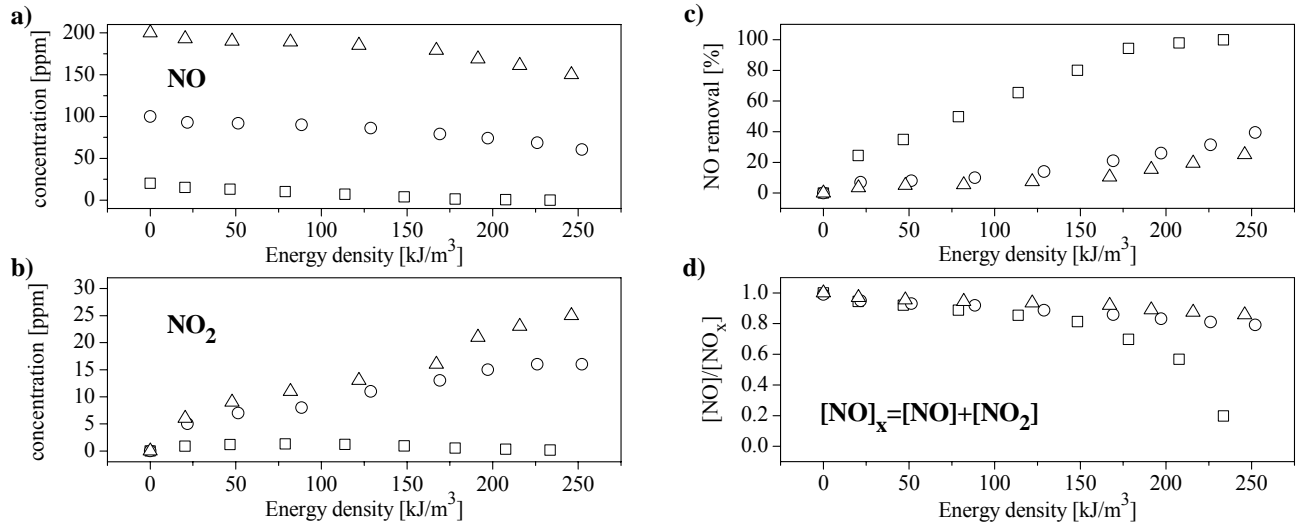 a)
concentration [ppm]
200
150
100
50
0
NO
0 50 100 150 200 250
Energy density [kJ/m³]
b)
concentration [ppm]
30
25
20
15
10
5
0
NO₂
0 50 100 150 200 250
Energy density [kJ/m³]
c)
NO removal [%]
100
80
60
40
20
0
0 50 100 150 200 250
Energy density [kJ/m³]
d)
[NO]/[NOₓ]
1.0
0.8
0.6
0.4
0.2
0.0
[NO]ₓ=[NO]+[NO₂]
0 50 100 150 200 250
Energy density [kJ/m³]